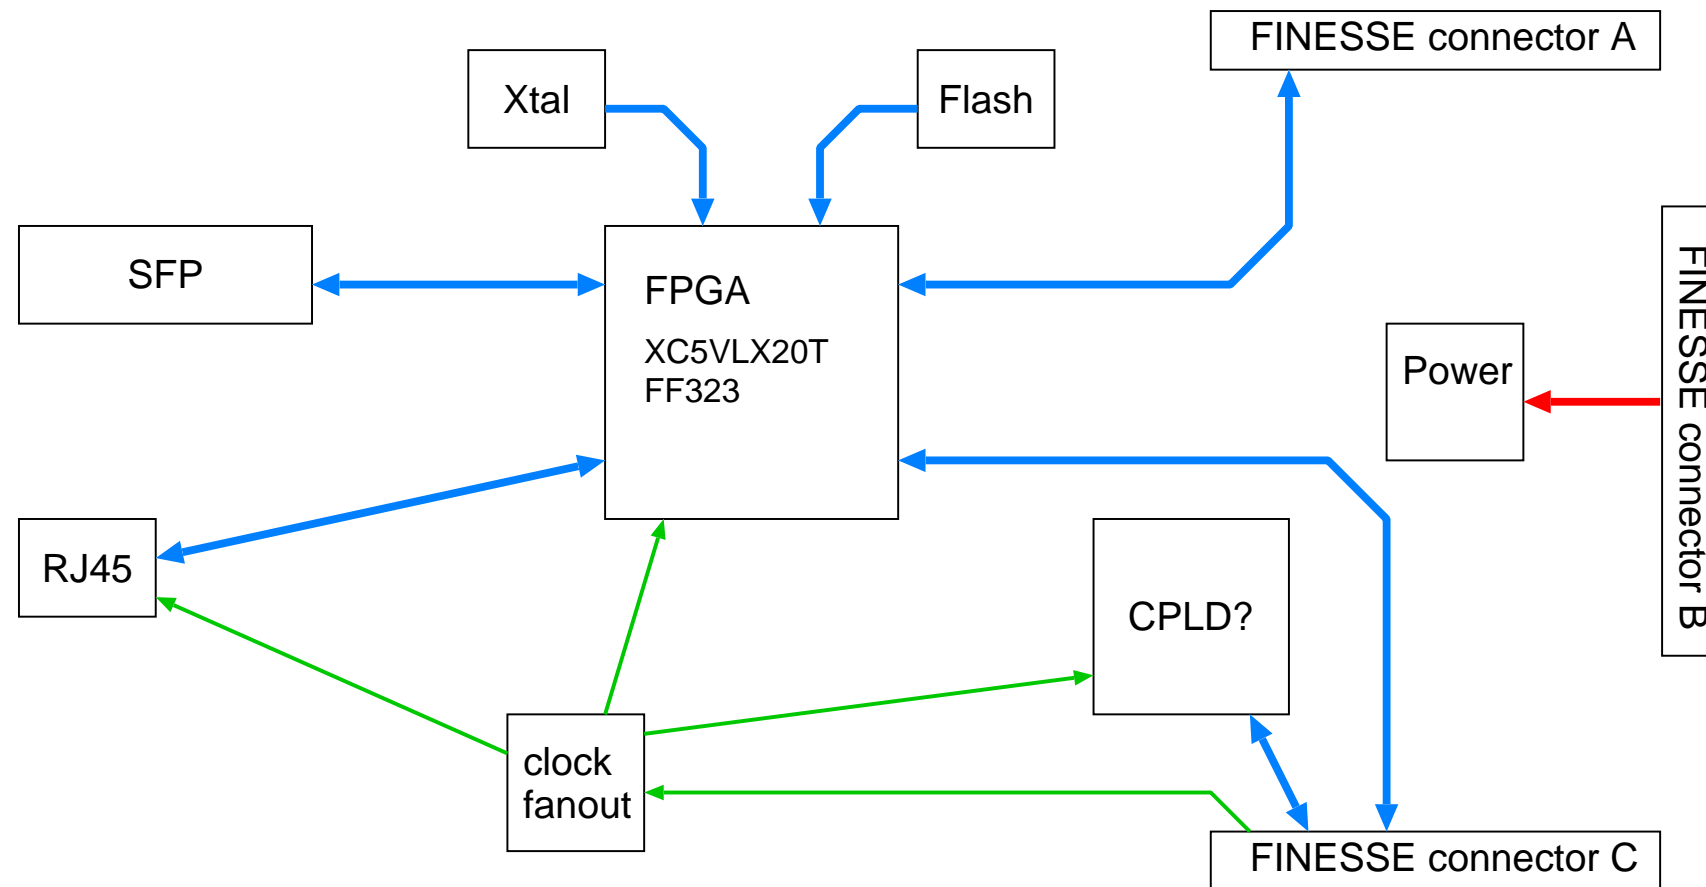 FINESSE connector A
Xtal
Flash
SFP
FPGA
XC5VLX20T
FF323
Power
FINESSE connector B
RJ45
CPLD?
clock
fanout
FINESSE connector C